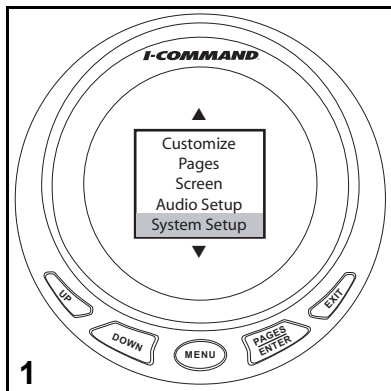 I-COMMAND
Customize
Pages
Screen
Audio Setup
System Setup
UP
DOWN
MENU
PAGES
ENTER
EXIT
1